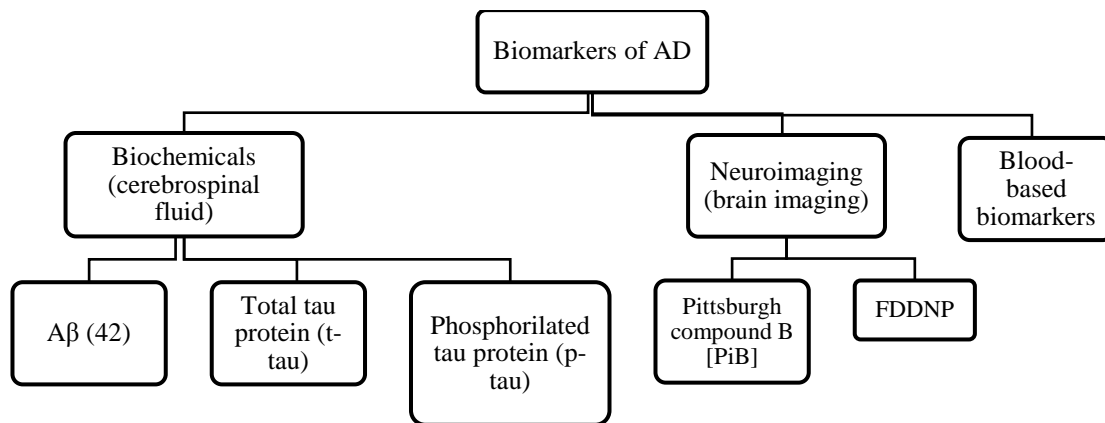 Biomarkers of AD
Biochemicals
(cerebrospinal
fluid)
Neuroimaging
(brain imaging)
Blood-
based
biomarkers
Aβ (42)
Total tau
protein (t-
tau)
Phosphorilated
tau protein (p-
tau)
Pittsburgh
compound B
[PiB]
FDDNP